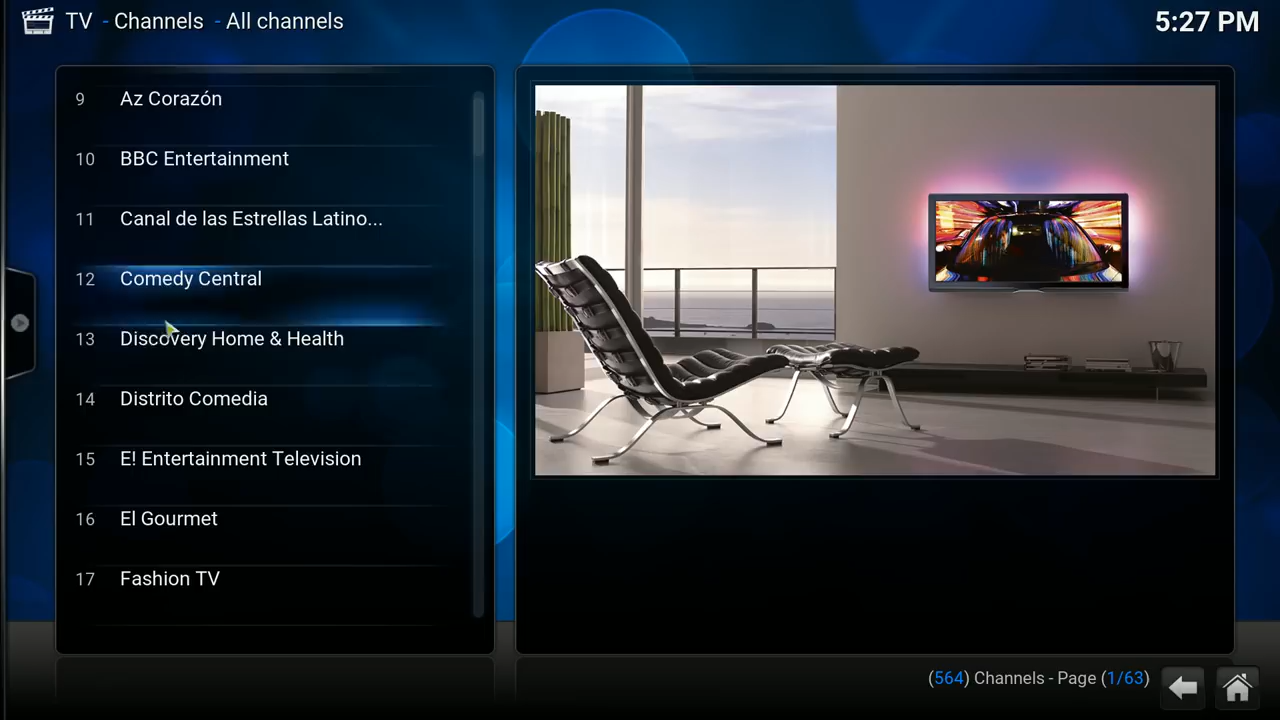 TV - Channels - All channels
5:27 PM
9 Az Corazón
10 BBC Entertainment
11 Canal de las Estrellas Latino...
12 Comedy Central
13 Discovery Home & Health
14 Distrito Comedia
15 E! Entertainment Television
16 El Gourmet
17 Fashion TV
(564) Channels - Page (1/63)